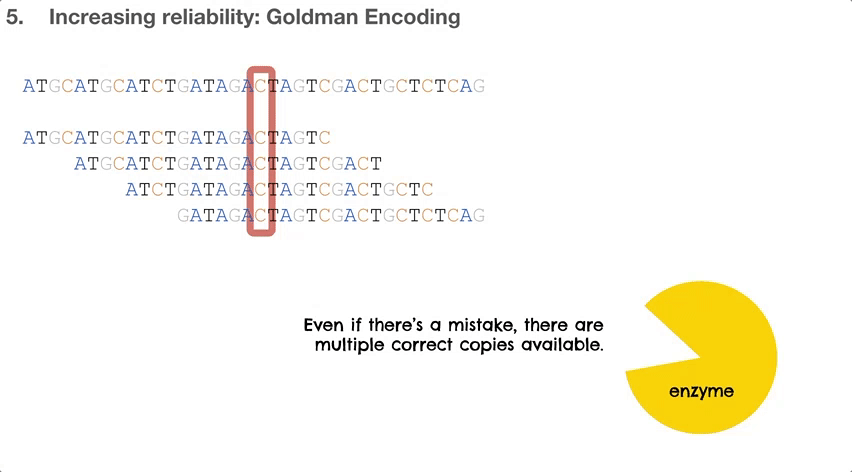 5. Increasing reliability: Goldman Encoding
ATGCATGCATCTGATAGACTAGTCGACTGCTCTCAG
ATGCATGCATCTGATAGACTAGTC
ATGCATCTGATAGACTAGTCGACT
ATCTGATAGACTAGTCGACTGCTC
GATAGACTAGTCGACTGCTCTCAG
Even if there's a mistake, there are
multiple correct copies available.
enzyme